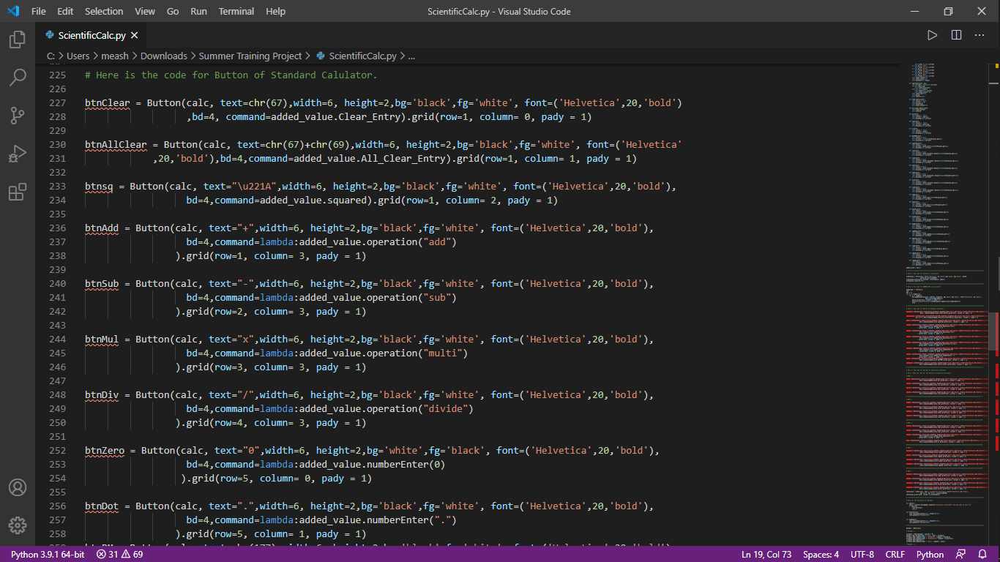 File Edit Selection View Go Run Terminal Help ScientificCalc.py - Visual Studio Code
ScientificCalc.py
C: > Users > meash > Downloads > Summer Training Project > ScientificCalc.py > ...
225 # Here is the code for Button of Standard Calulator.
226
227 btnClear = Button(calc, text=chr(67),width=6, height=2,bg='black',fg='white', font=('Helvetica',20,'bold')
228 ,bd=4, command=added_value.Clear_Entry).grid(row=1, column= 0, pady = 1)
229
230 btnAllClear = Button(calc, text=chr(67)+chr(69),width=6, height=2,bg='black',fg='white', font=('Helvetica'
231 ,20,'bold'),bd=4,command=added_value.All_Clear_Entry).grid(row=1, column= 1, pady = 1)
232
233 btnsq = Button(calc, text="\u221A",width=6, height=2,bg='black',fg='white', font=('Helvetica',20,'bold'),
234 bd=4,command=added_value.squared).grid(row=1, column= 2, pady = 1)
235
236 btnAdd = Button(calc, text="+",width=6, height=2,bg='black',fg='white', font=('Helvetica',20,'bold'),
237 bd=4,command=lambda:added_value.operation("add")
238 ).grid(row=1, column= 3, pady = 1)
239
240 btnSub = Button(calc, text="-",width=6, height=2,bg='black',fg='white', font=('Helvetica',20,'bold'),
241 bd=4,command=lambda:added_value.operation("sub")
242 ).grid(row=2, column= 3, pady = 1)
243
244 btnMul = Button(calc, text="x",width=6, height=2,bg='black',fg='white', font=('Helvetica',20,'bold'),
245 bd=4,command=lambda:added_value.operation("multi")
246 ).grid(row=3, column= 3, pady = 1)
247
248 btnDiv = Button(calc, text="/",width=6, height=2,bg='black',fg='white', font=('Helvetica',20,'bold'),
249 bd=4,command=lambda:added_value.operation("divide")
250 ).grid(row=4, column= 3, pady = 1)
251
252 btnZero = Button(calc, text="0",width=6, height=2,bg='white',fg='black', font=('Helvetica',20,'bold'),
253 bd=4,command=lambda:added_value.numberEnter(0)
254 ).grid(row=5, column= 0, pady = 1)
255
256 btnDot = Button(calc, text=".",width=6, height=2,bg='black',fg='white', font=('Helvetica',20,'bold'),
257 bd=4,command=lambda:added_value.numberEnter(".")
258 ).grid(row=5, column= 1, pady = 1)
Python 3.9.1 64-bit 31 69 Ln 19, Col 73 Spaces: 4 UTF-8 CRLF Python